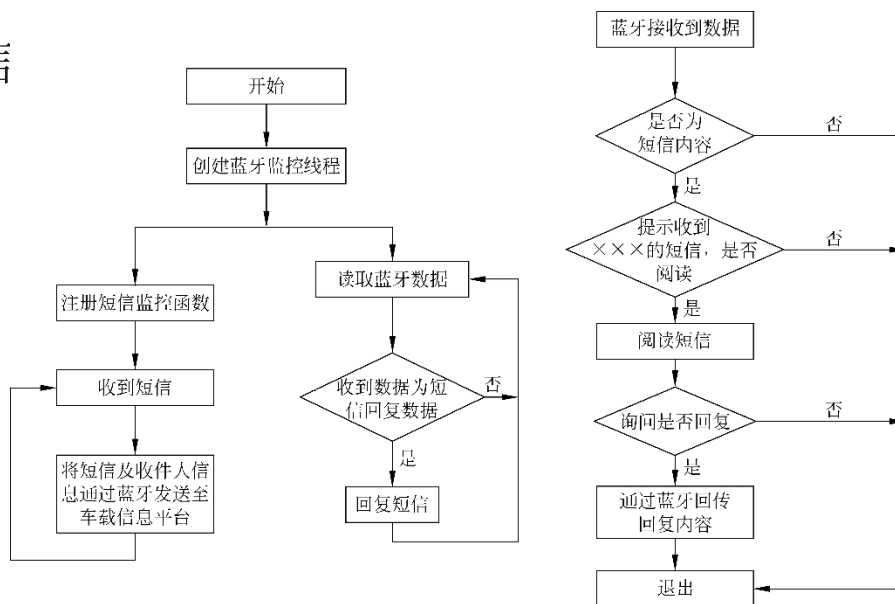 开始
创建蓝牙监控线程
注册短信监控函数
收到短信
将短信及收件人信
息通过蓝牙发送至
车载信息平台
读取蓝牙数据
收到数据为短
信回复数据
否
是
回复短信
蓝牙接收到数据
是否为
短信内容
否
是
提示收到
×××的短信，是否
阅读
否
是
阅读短信
询问是否回复
否
是
通过蓝牙回传
回复内容
退出